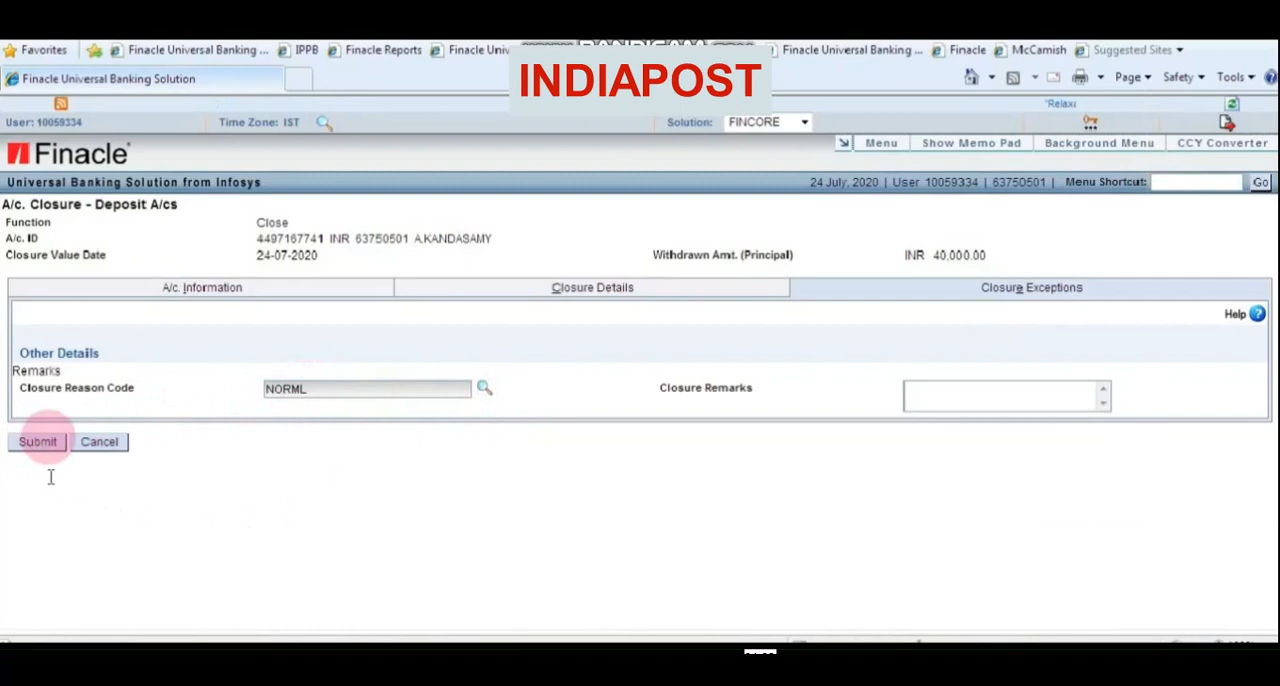 Favorites Finacle Universal Banking ... IPPB Finacle Reports Finacle Univ Finacle Universal Banking ... Finacle McCamish Suggested Sites
INDIAPOST
Finacle Universal Banking Solution Page Safety Tools
User: 10059334 Time Zone: IST Solution: FINCORE
Finacle Menu Show Memo Pad Background Menu CCY Converter
Universal Banking Solution from Infosys 24 July, 2020 | User 10059334 | 63750501 | Menu Shortcut: Go
A/c. Closure - Deposit A/cs
Function Close
A/c. ID 4497167741 INR 63750501 A.KANDASAMY
Closure Value Date 24-07-2020 Withdrawn Amt. (Principal) INR 40,000.00
A/c. Information Closure Details Closure Exceptions
Help ?
Other Details
Remarks
Closure Reason Code NORML Closure Remarks
Submit Cancel